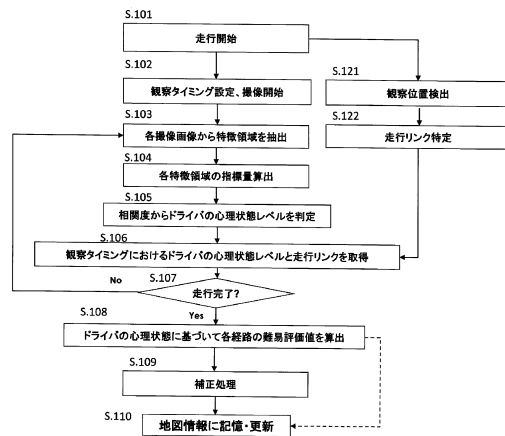 S.101
走行開始
S.102
観察タイミング設定、撮像開始
S.121
観察位置検出
S.103
各撮像画像から特徴領域を抽出
S.122
走行リンク特定
S.104
各特徴領域の指標量算出
S.105
相関度からドライバの心理状態レベルを判定
S.106
観察タイミングにおけるドライバの心理状態レベルと走行リンクを取得
No
S.107
走行完了?
Yes
S.108
ドライバの心理状態に基づいて各経路の難易評価値を算出
S.109
補正処理
S.110
地図情報に記憶・更新